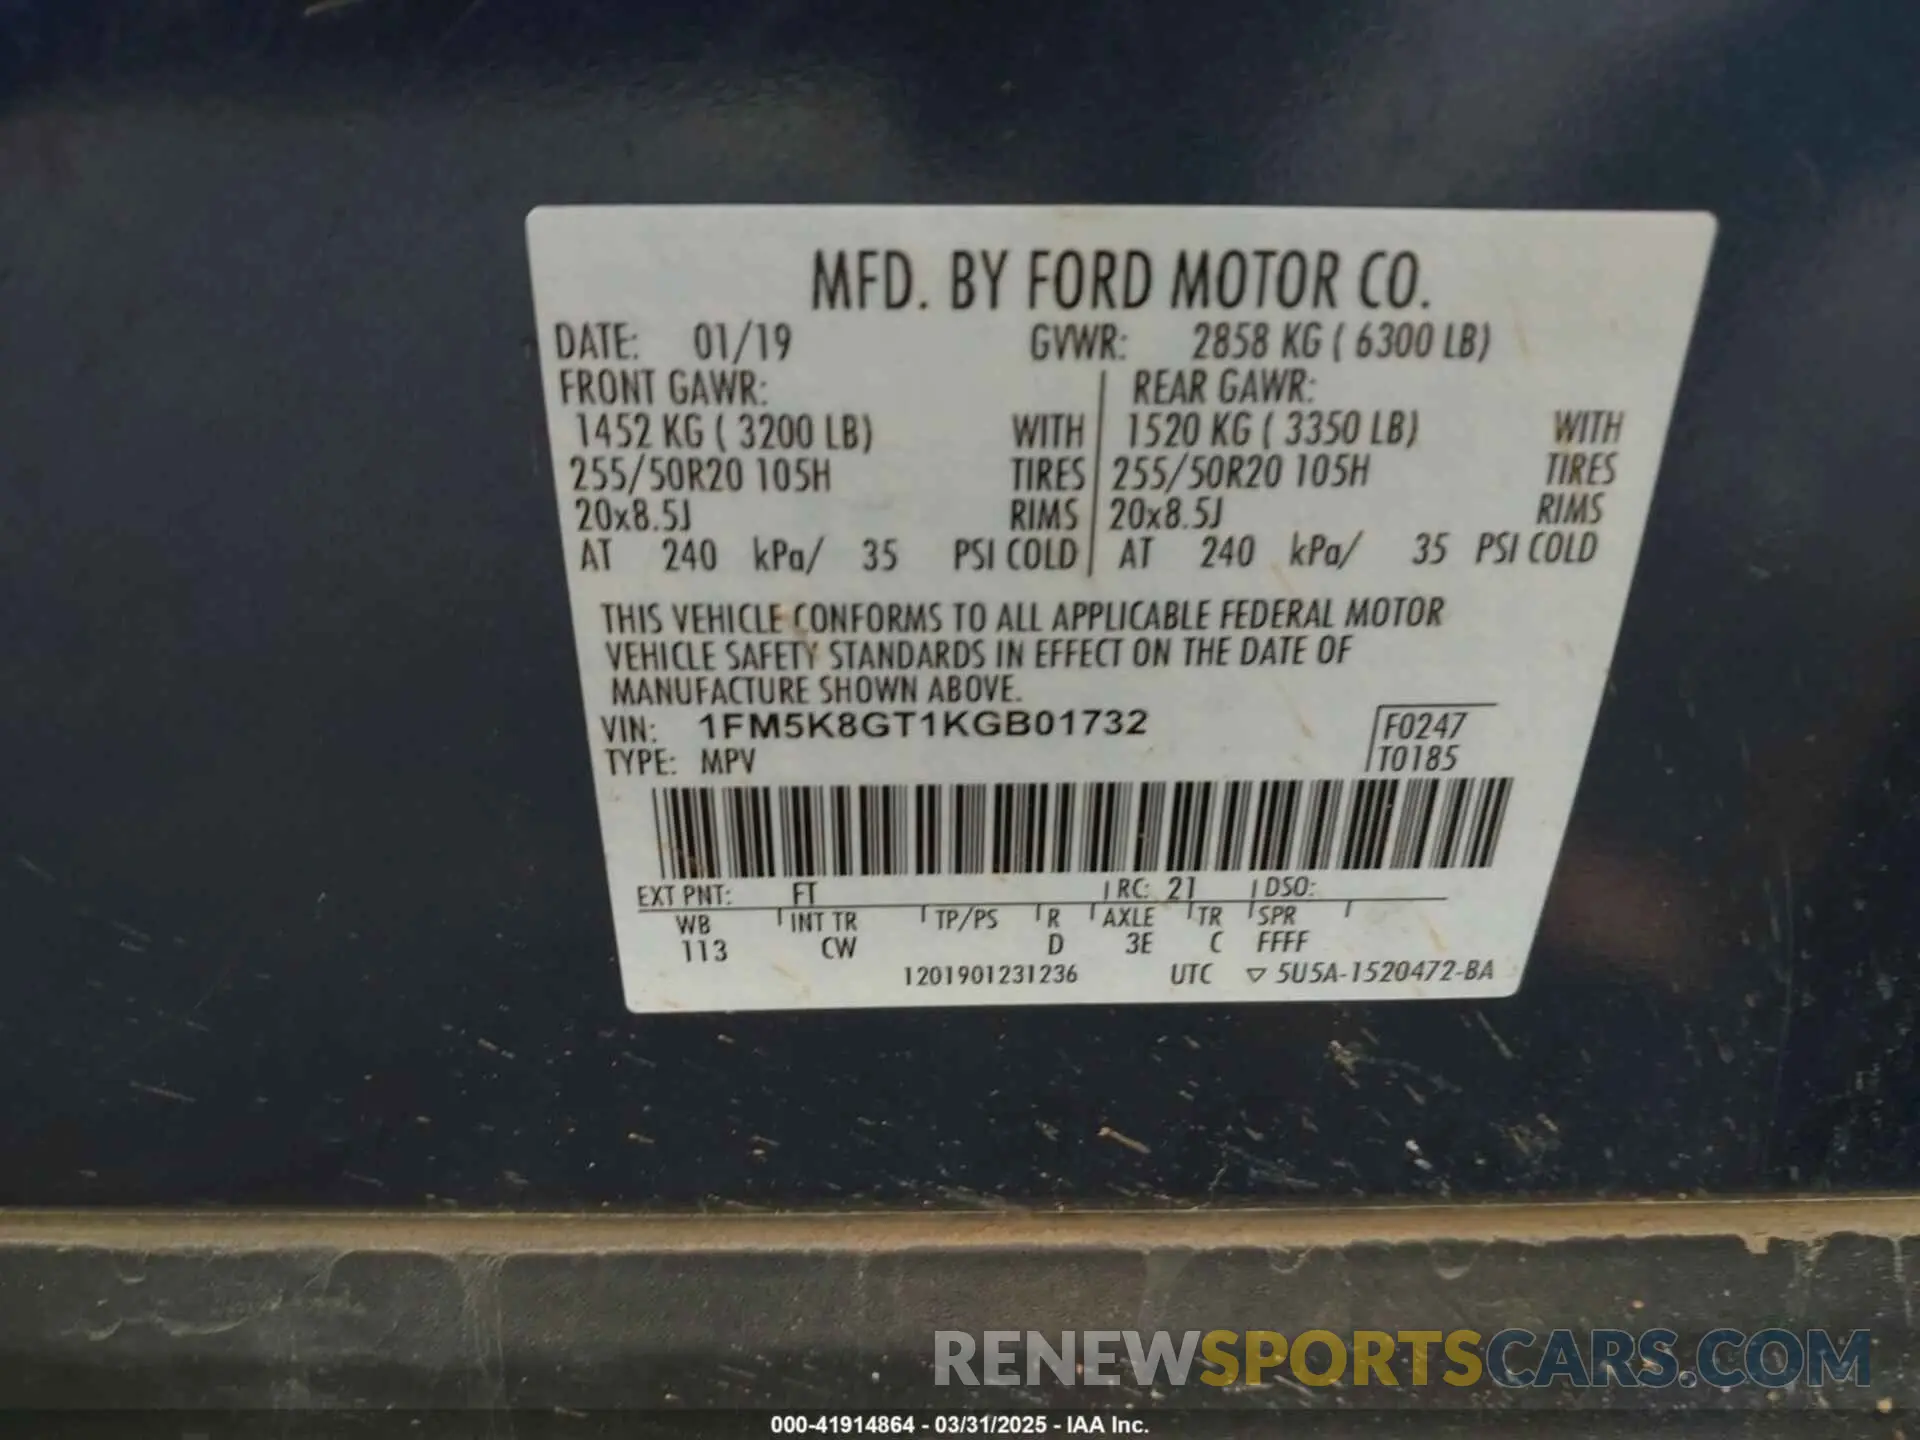 MFD. BY FORD MOTOR CO.
DATE: 01/19 GVWR: 2858 KG ( 6300 LB)
FRONT GAWR: REAR GAWR:
1452 KG ( 3200 LB) WITH 1520 KG ( 3350 LB) WITH
255/50R20 105H TIRES 255/50R20 105H TIRES
20x8.5J RIMS 20x8.5J RIMS
AT 240 kPa/ 35 PSI COLD AT 240 kPa/ 35 PSI COLD
THIS VEHICLE CONFORMS TO ALL APPLICABLE FEDERAL MOTOR
VEHICLE SAFETY STANDARDS IN EFFECT ON THE DATE OF
MANUFACTURE SHOWN ABOVE.
VIN: 1FM5K8GT1KGB01732 F0247
TYPE: MPV T0185
EXT PNT: FT RC: 21 DSO:
WB INT TR TP/PS R AXLE TR SPR
113 CW D 3E C FFFF
1201901231236 UTC ▽ 5U5A-1520472-BA
RENEWSPORTSCARS.COM
000-41914864 - 03/31/2025 - IAA Inc.